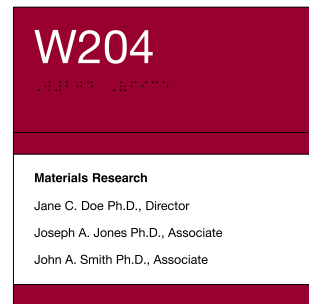 W204
Materials Research
Jane C. Doe Ph.D., Director
Joseph A. Jones Ph.D., Associate
John A. Smith Ph.D., Associate